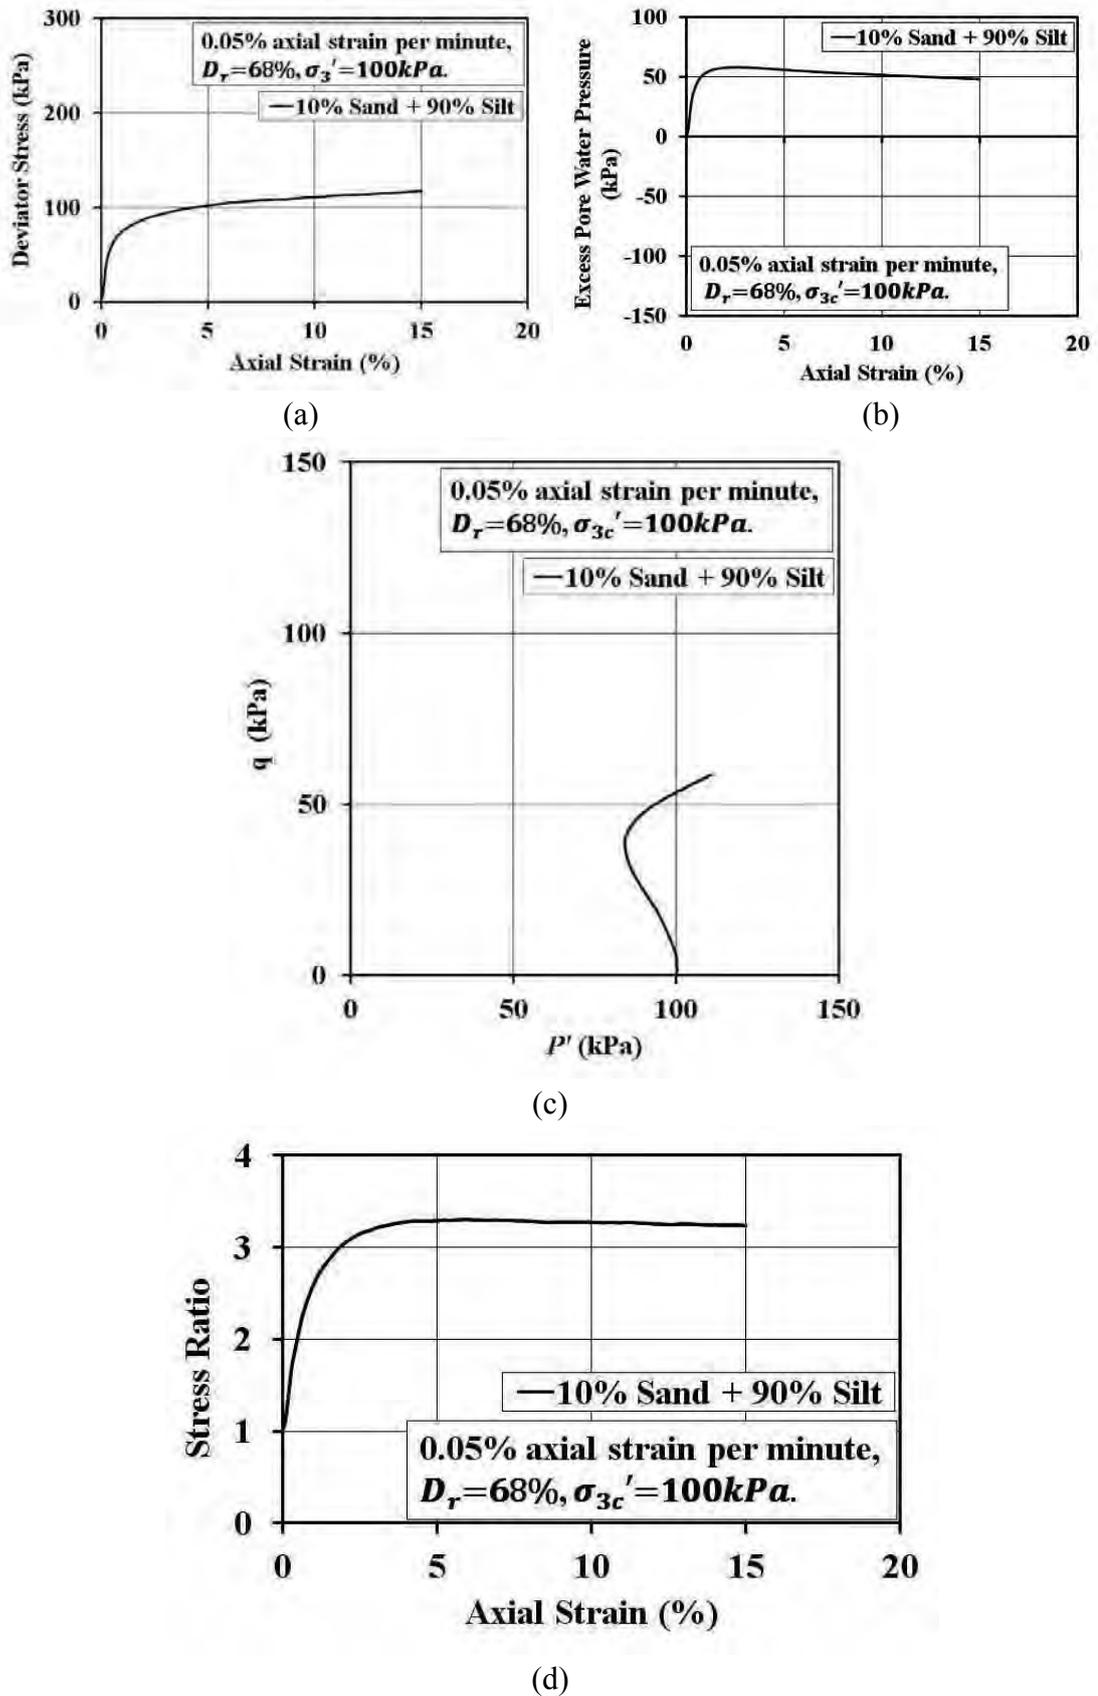 300
200
100
0
0 5 10 15 20
Deviator Stress (kPa)
Axial Strain (%)
0.05% axial strain per minute,
Dᵣ=68%, σ₃′=100kPa.
10% Sand + 90% Silt
(a)
100
50
0
-50
-100
-150
0 5 10 15 20
Excess Pore Water Pressure
(kPa)
Axial Strain (%)
10% Sand + 90% Silt
0.05% axial strain per minute,
Dᵣ=68%, σ₃c′=100kPa.
(b)
150
100
50
0
0 50 100 150
q (kPa)
P' (kPa)
0.05% axial strain per minute,
Dᵣ=68%, σ₃c′=100kPa.
10% Sand + 90% Silt
(c)
4
3
2
1
0
0 5 10 15 20
Stress Ratio
Axial Strain (%)
10% Sand + 90% Silt
0.05% axial strain per minute,
Dᵣ=68%, σ₃c′=100kPa.
(d)